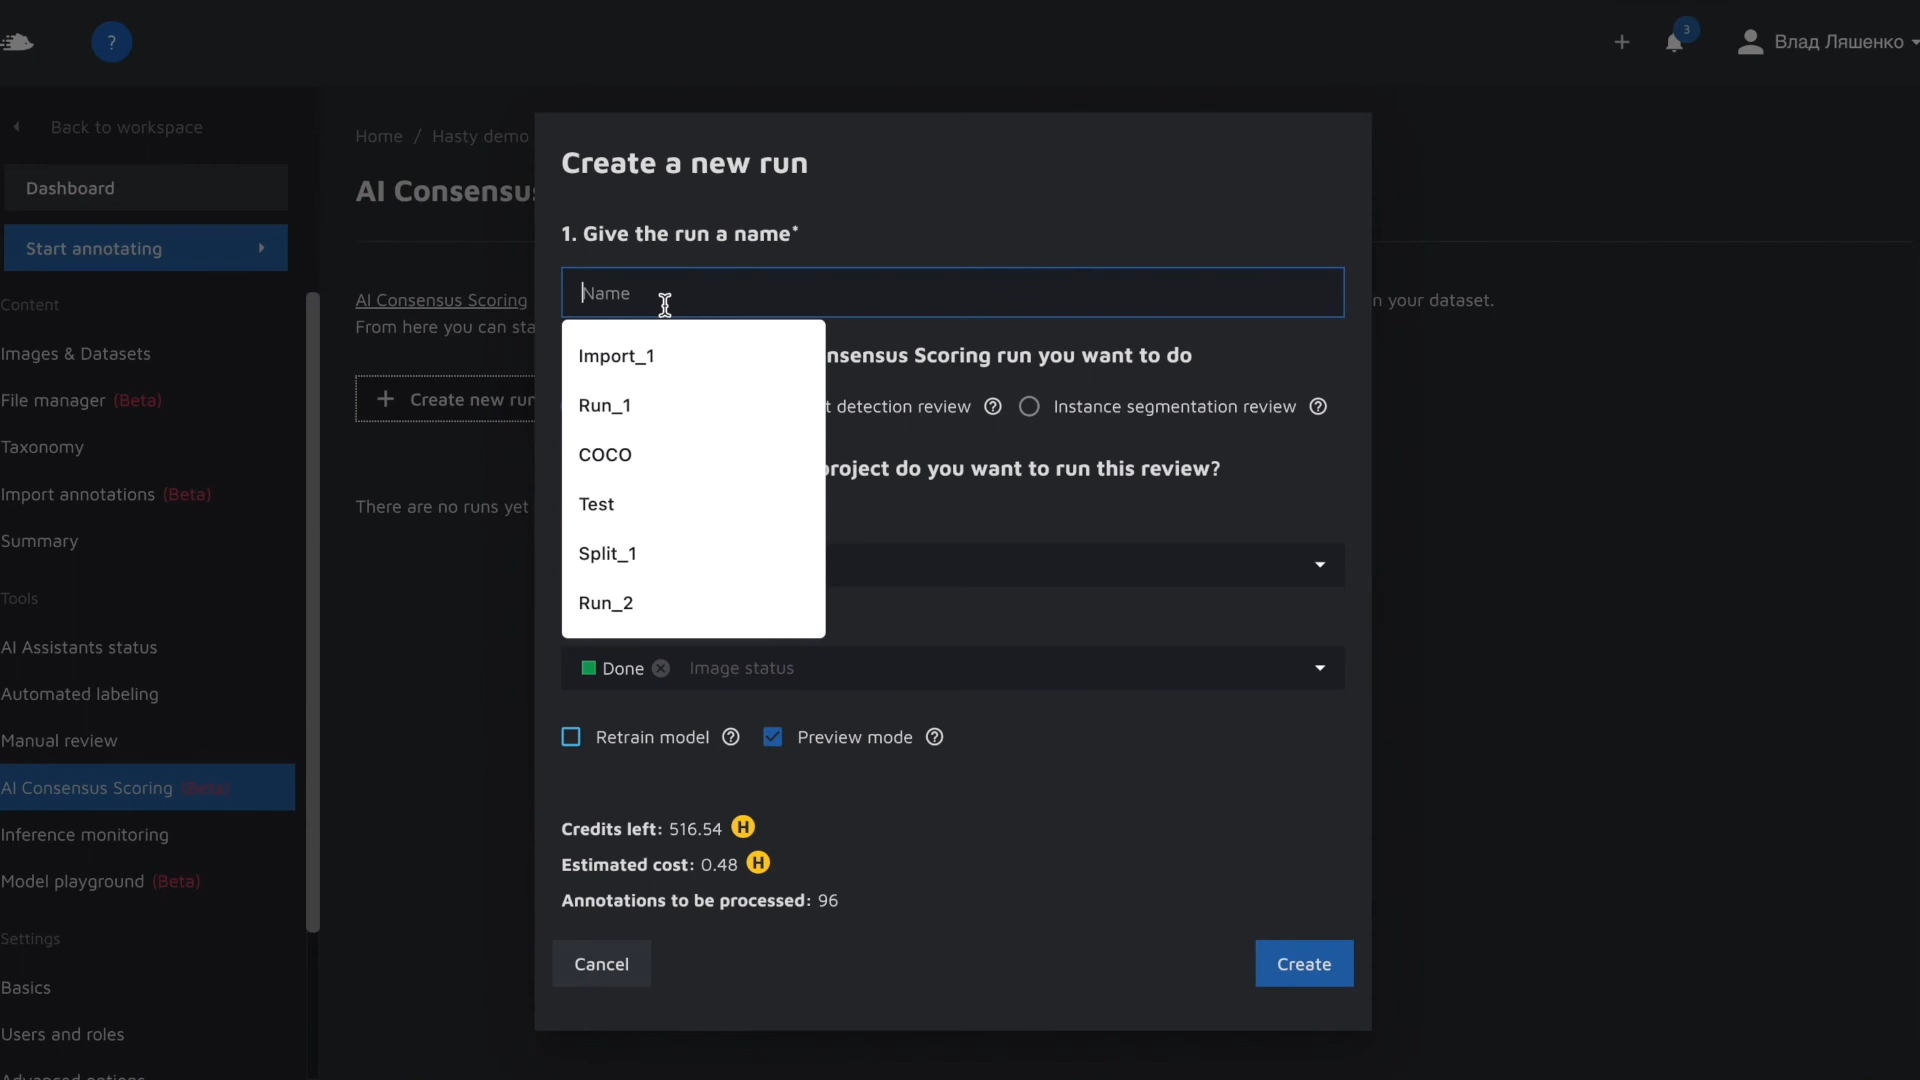 ?
3
Влад Ляшенко
Back to workspace
Dashboard
Start annotating
Content
Images & Datasets
File manager (Beta)
Taxonomy
Import annotations (Beta)
Summary
Tools
AI Assistants status
Automated labeling
Manual review
AI Consensus Scoring (Beta)
Inference monitoring
Model playground (Beta)
Settings
Basics
Users and roles
Home / Hasty demo
AI Consensus
AI Consensus Scoring
n your dataset.
From here you can sta
+ Create new run
There are no runs yet
Create a new run
1. Give the run a name*
Name
Import_1
Run_1
COCO
Test
Split_1
Run_2
nsensus Scoring run you want to do
t detection review ? Instance segmentation review ?
project do you want to run this review?
Done Image status
Retrain model ? Preview mode ?
Credits left: 516.54 H
Estimated cost: 0.48 H
Annotations to be processed: 96
Cancel
Create